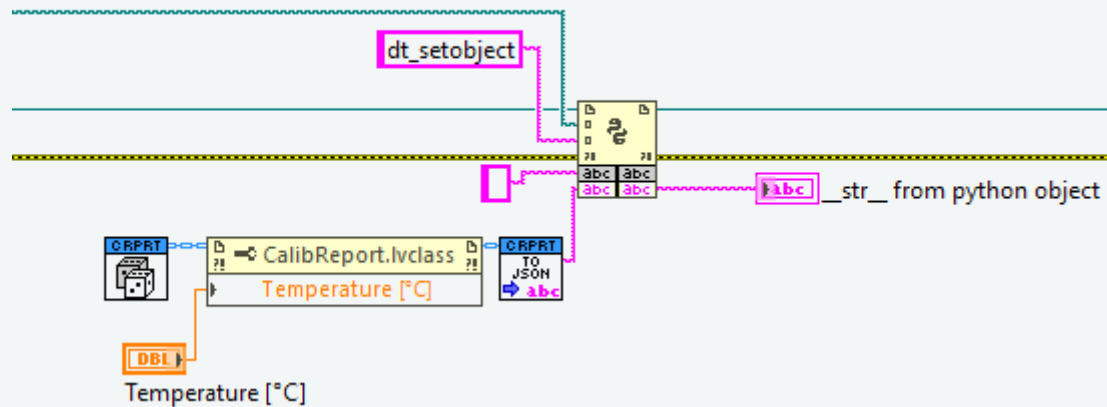 dt_setobject
?! ?!
abc abc
abc abc
abc __str__ from python object
CRPRT
CalibReport.lvclass
?! ?!
Temperature [°C]
CRPRT
TO
JSON
abc
DBL
Temperature [°C]